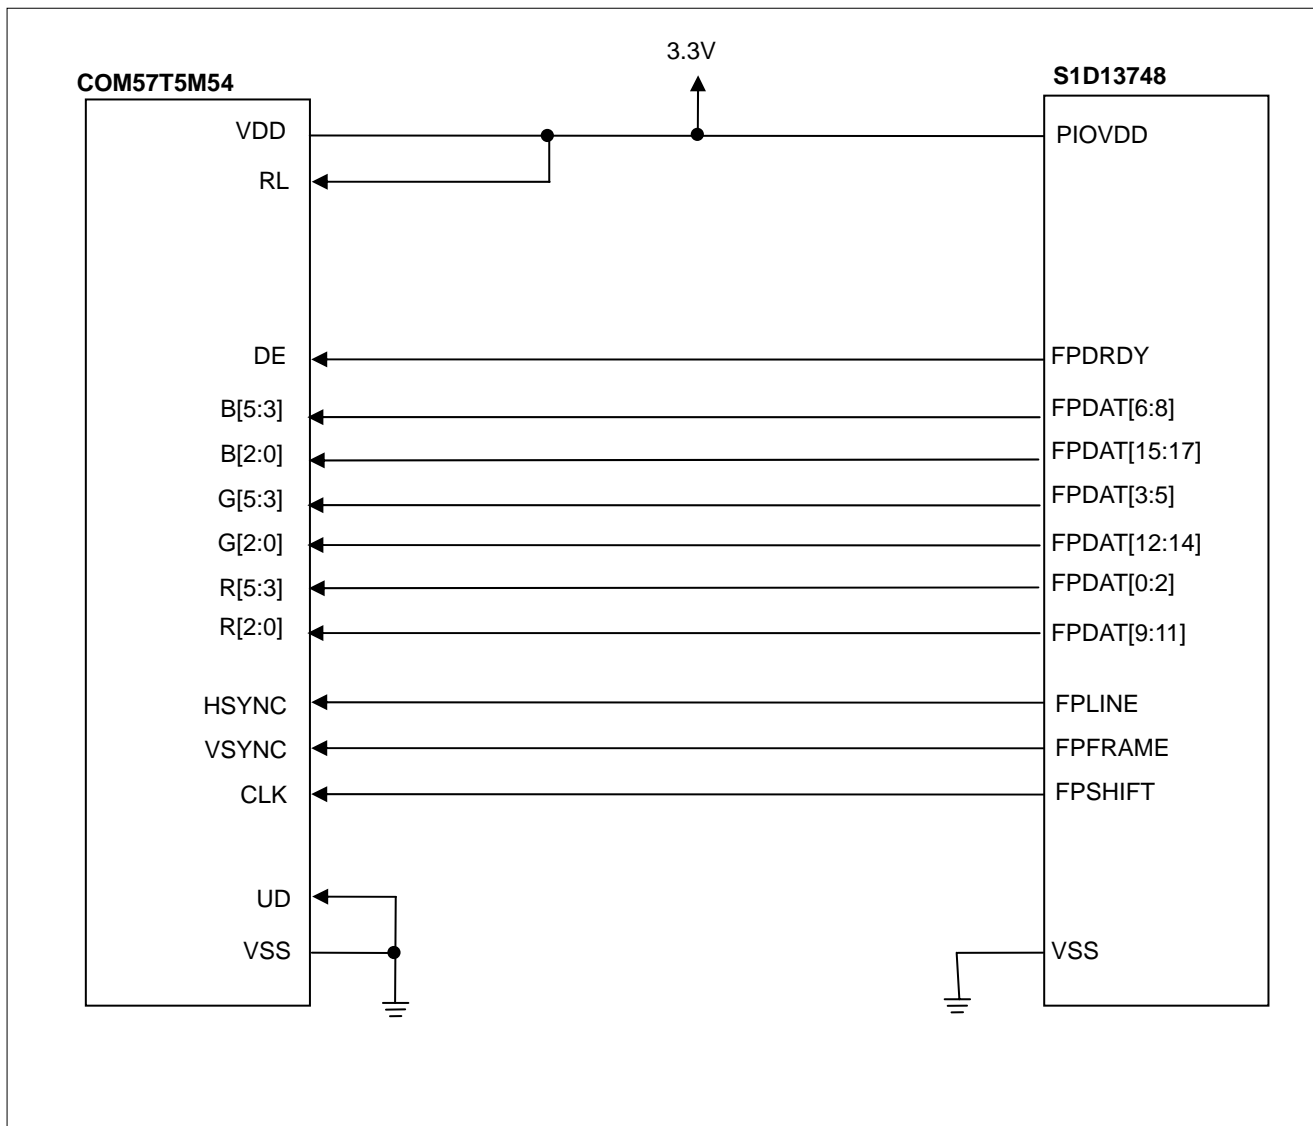 3.3V
COM57T5M54
S1D13748
VDD
PIOVDD
RL
DE
FPDRDY
B[5:3]
FPDAT[6:8]
B[2:0]
FPDAT[15:17]
G[5:3]
FPDAT[3:5]
G[2:0]
FPDAT[12:14]
R[5:3]
FPDAT[0:2]
R[2:0]
FPDAT[9:11]
HSYNC
FPLINE
VSYNC
FPFRAME
CLK
FPSHIFT
UD
VSS
VSS